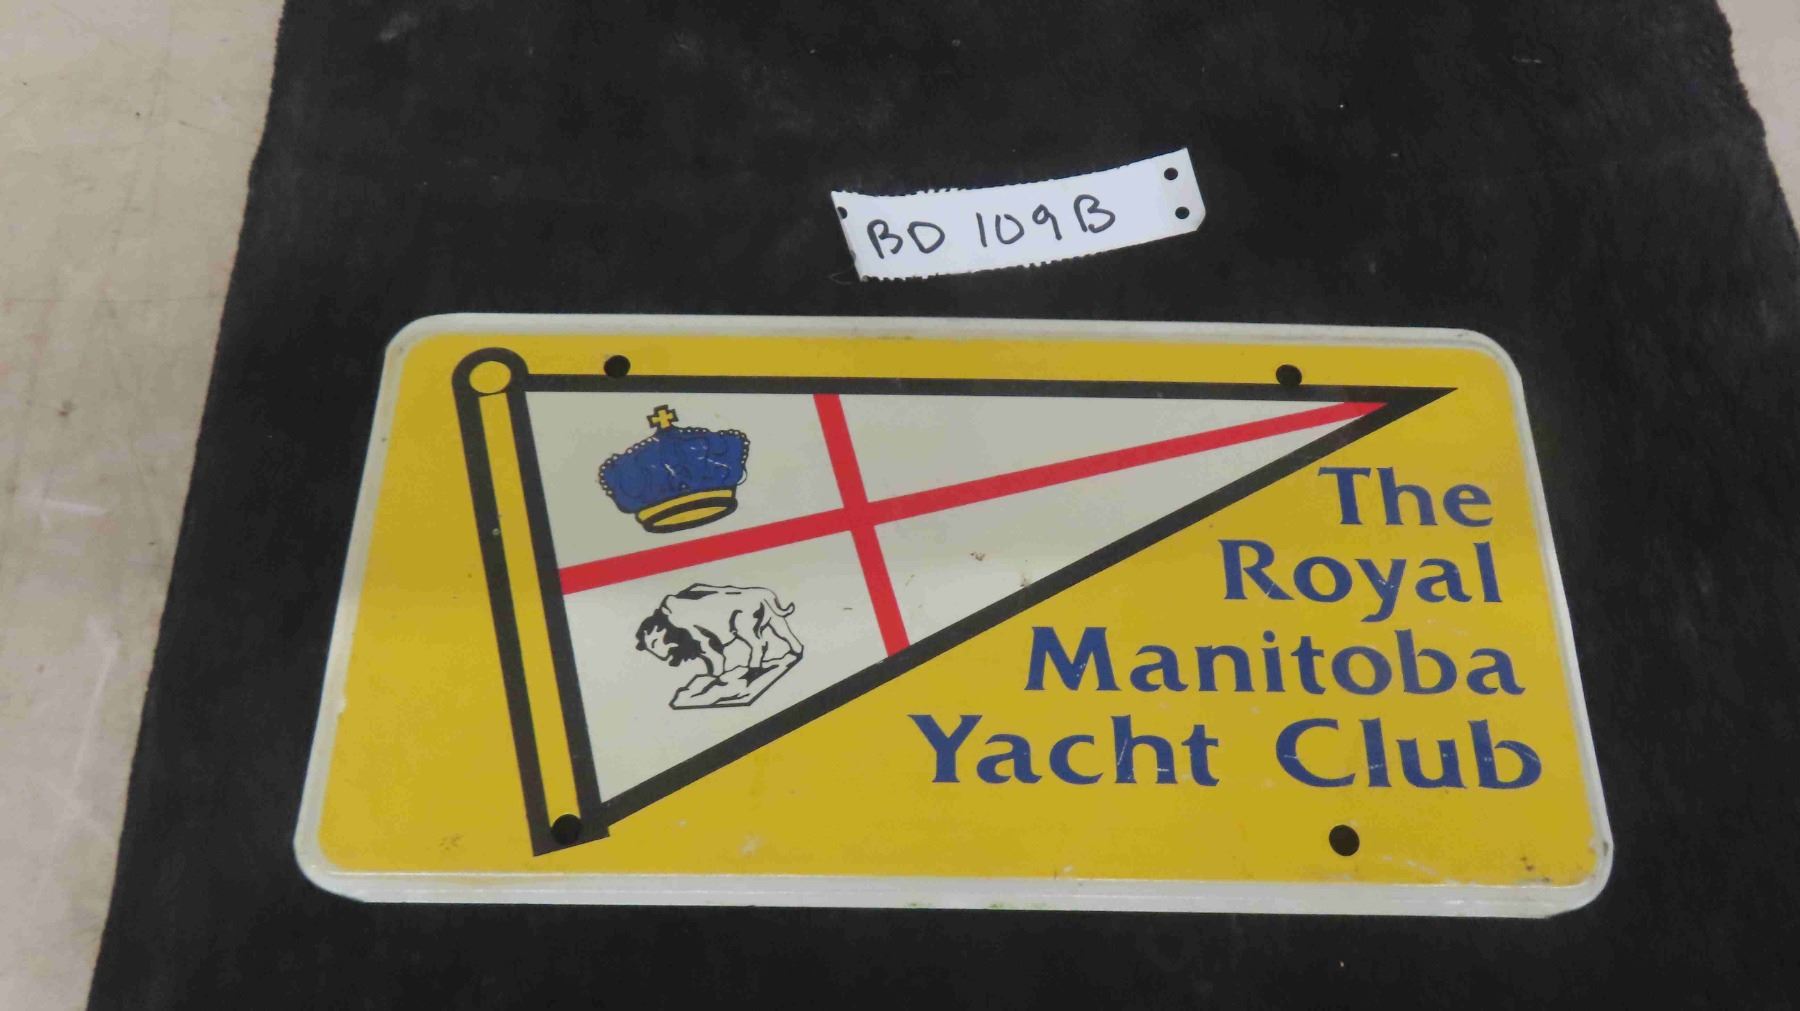 BD 109B
The
Royal
Manitoba
Yacht Club